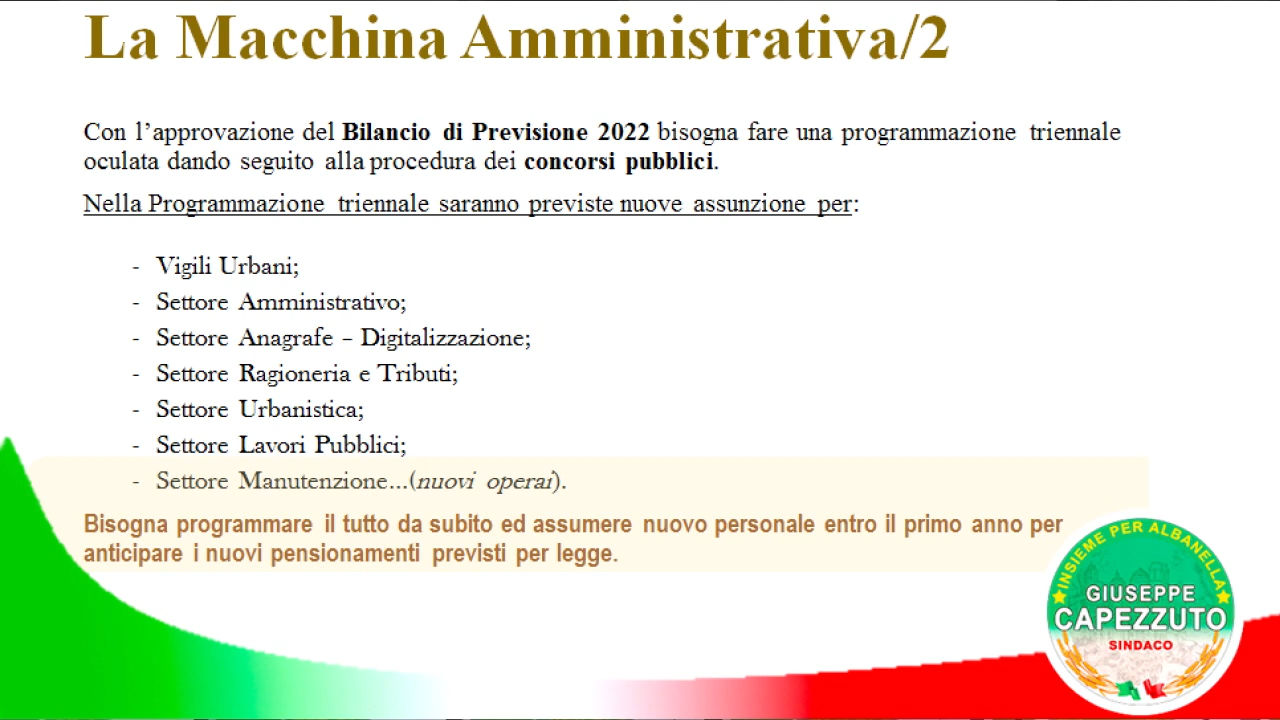 La Macchina Amministrativa/2
Con l'approvazione del Bilancio di Previsione 2022 bisogna fare una programmazione triennale
oculata dando seguito alla procedura dei concorsi pubblici.
Nella Programmazione triennale saranno previste nuove assunzione per:
- Vigili Urbani;
- Settore Amministrativo;
- Settore Anagrafe – Digitalizzazione;
- Settore Ragioneria e Tributi;
- Settore Urbanistica;
- Settore Lavori Pubblici;
- Settore Manutenzione...(nuovi operai).
Bisogna programmare il tutto da subito ed assumere nuovo personale entro il primo anno per
anticipare i nuovi pensionamenti previsti per legge.
INSIEME PER ALBANELLA
GIUSEPPE
CAPEZZUTO
SINDACO